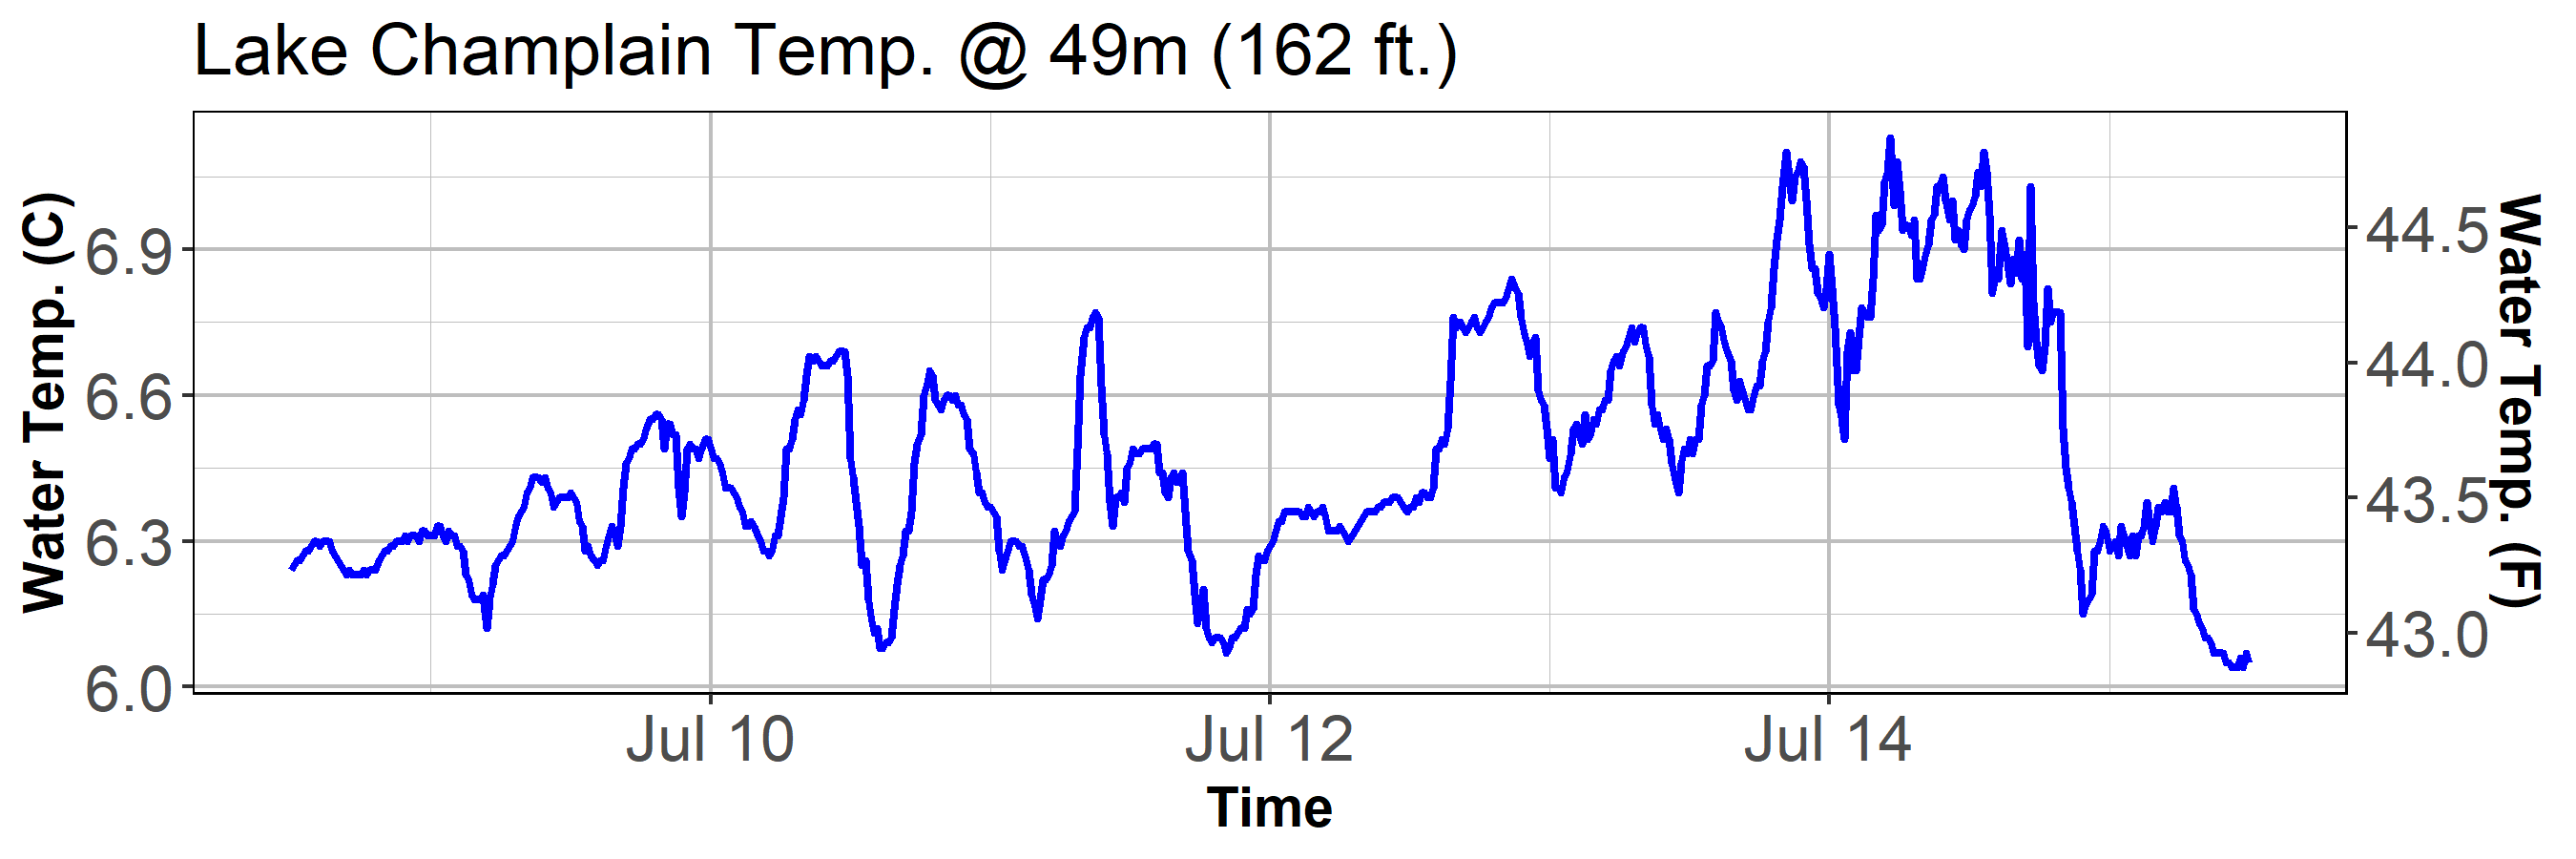 Lake Champlain Temp. @ 49m (162 ft.)
Water Temp. (C)
6.9
6.6
6.3
6.0
44.5
44.0
43.5
43.0
Water Temp. (F)
Jul 10
Jul 12
Jul 14
Time